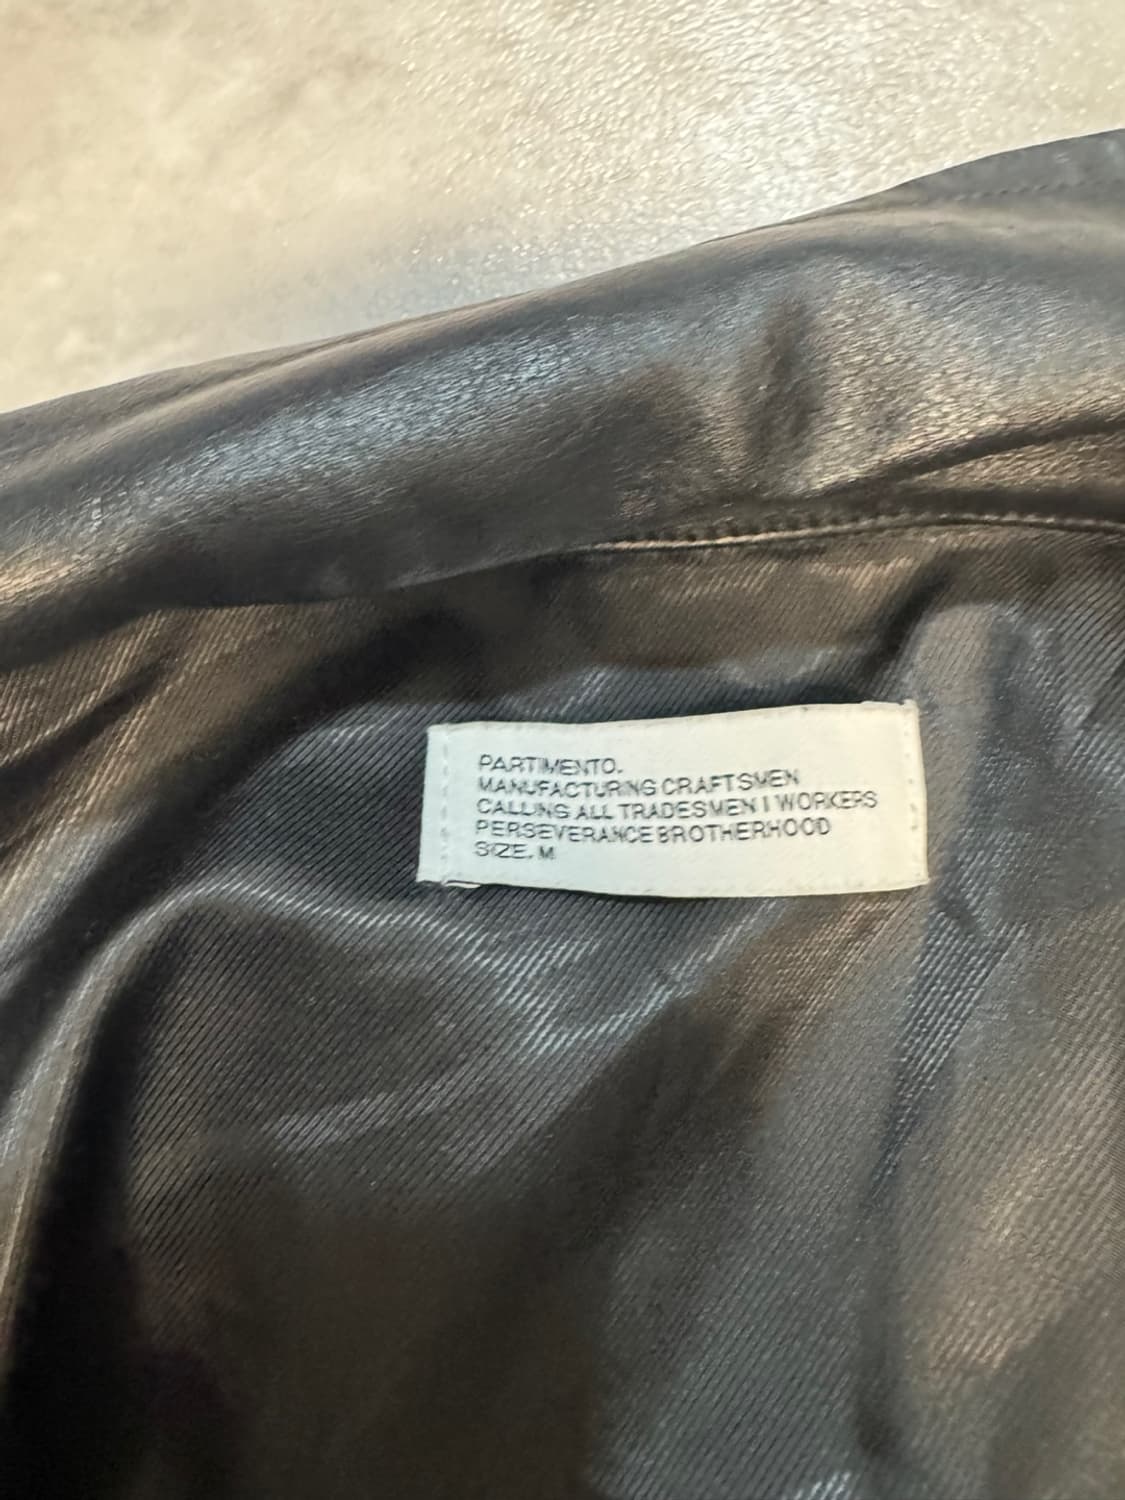 PARTIMENTO.
MANUFACTURING CRAFTSMEN
CALLING ALL TRADESMEN I WORKERS
PERSEVERANCE BROTHERHOOD
SIZE. M